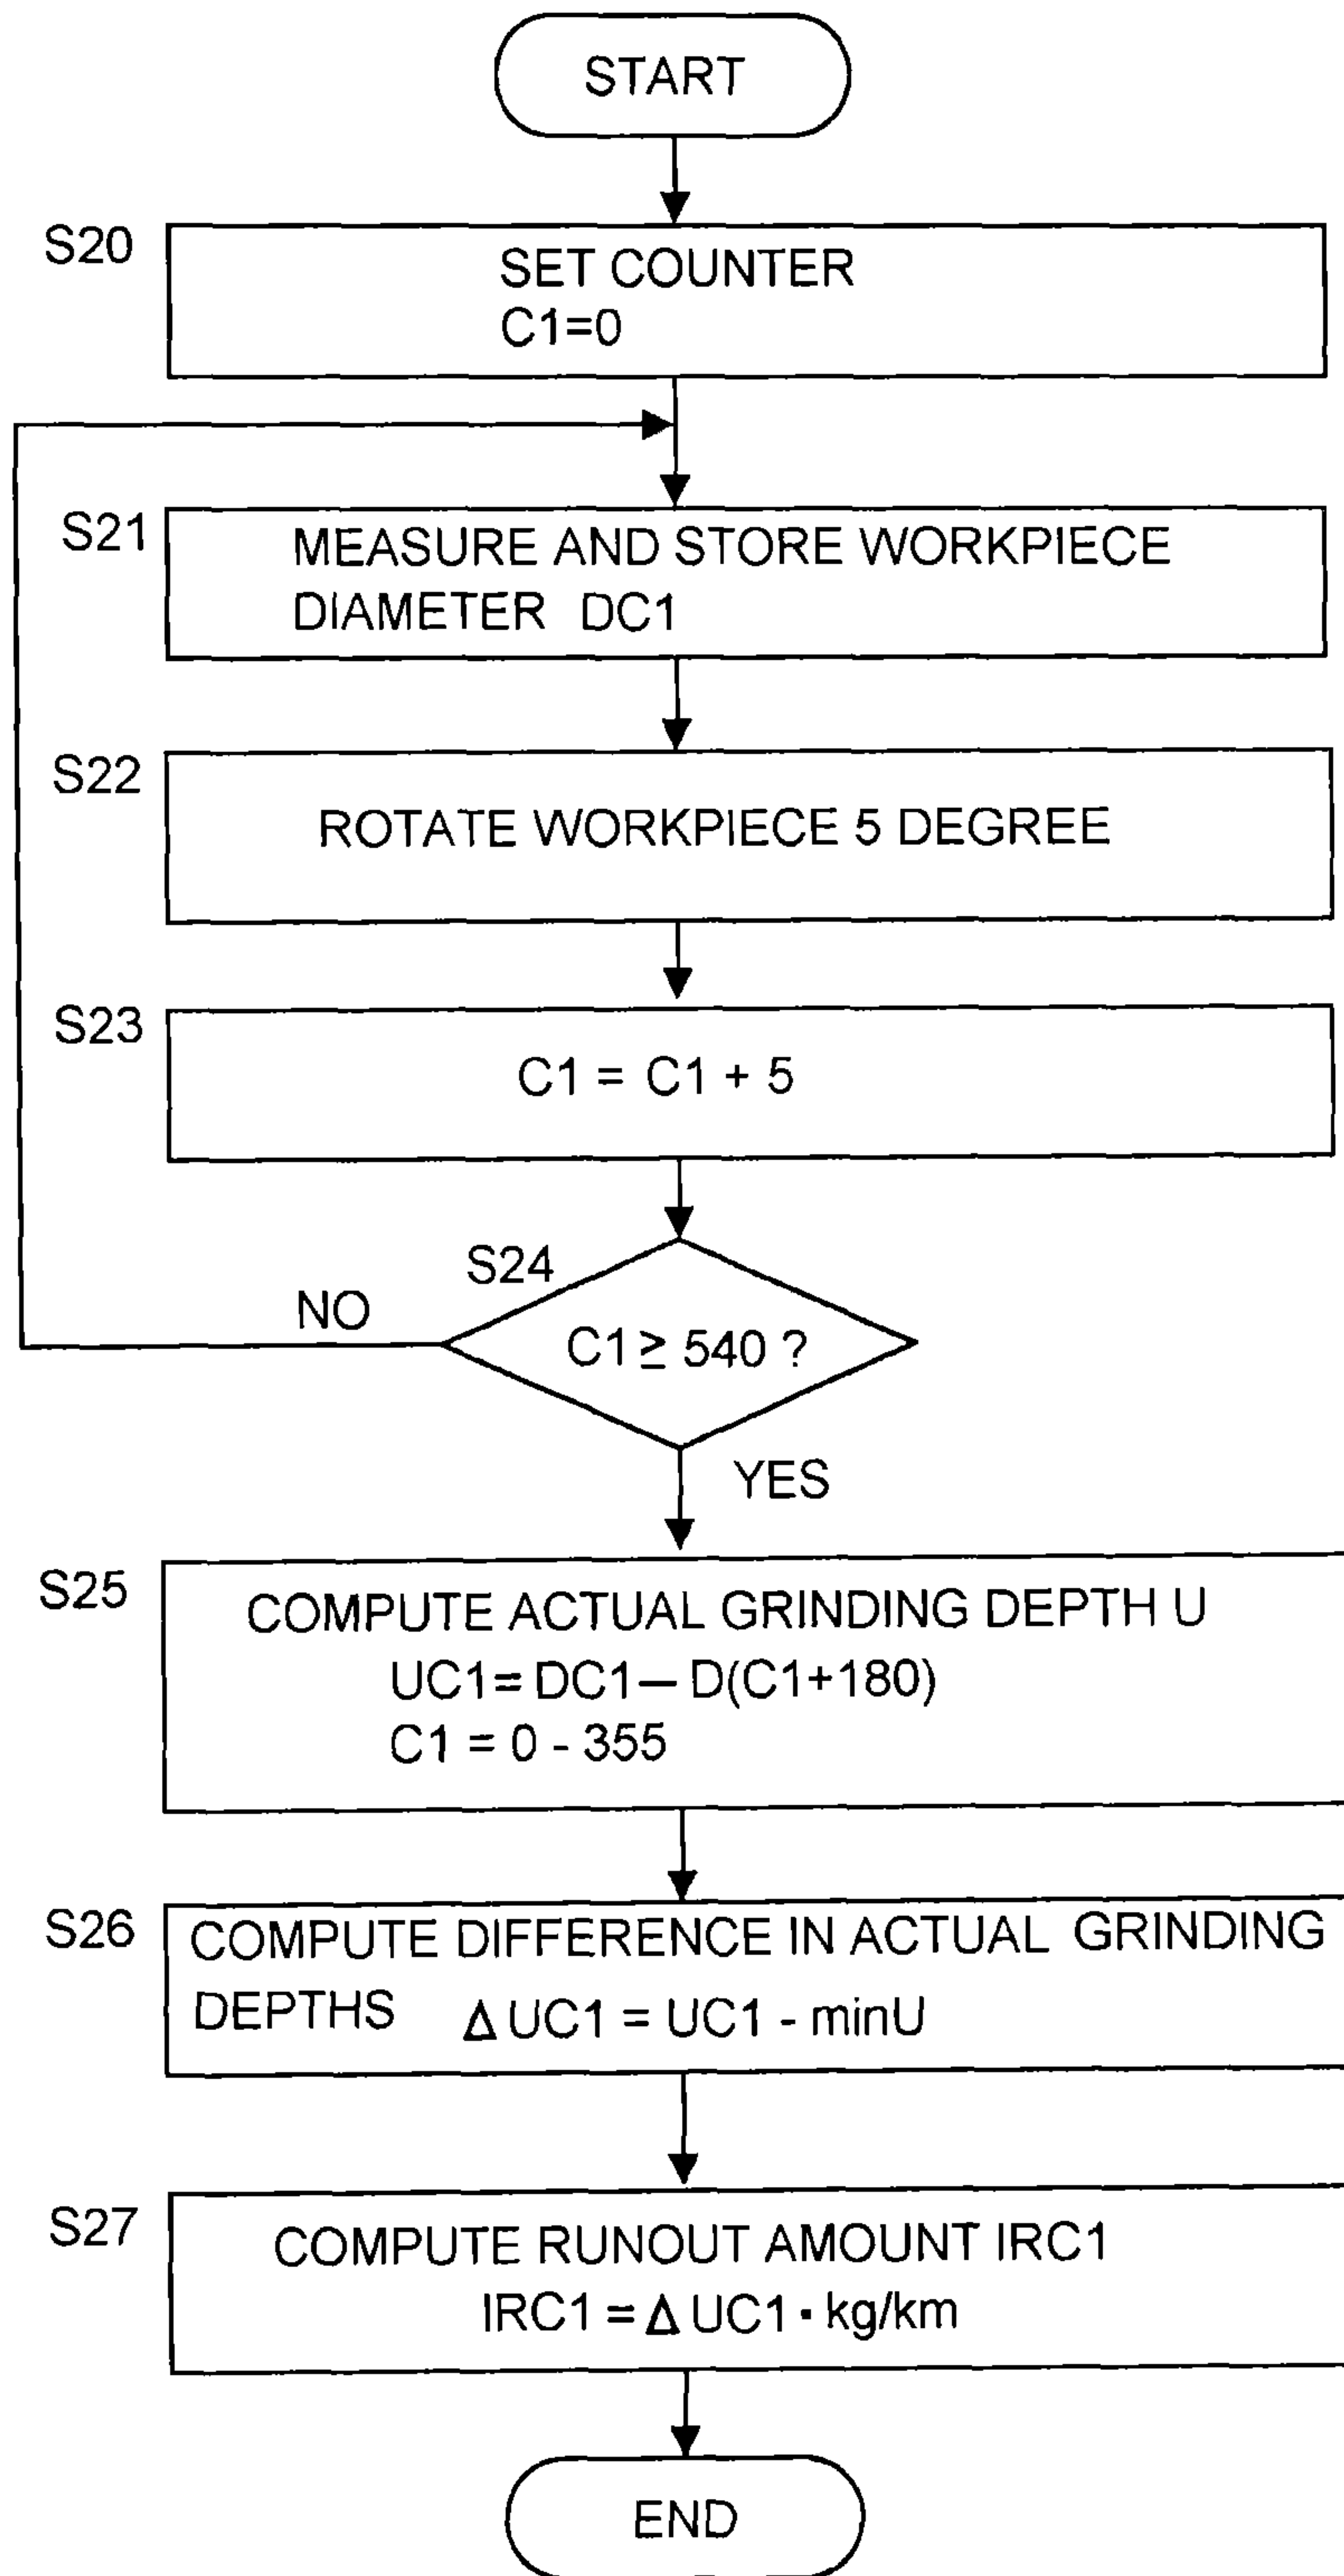 START
S20
SET COUNTER
C1=0
S21
MEASURE AND STORE WORKPIECE
DIAMETER DC1
S22
ROTATE WORKPIECE 5 DEGREE
S23
C1 = C1 + 5
S24
NO
C1 ≥ 540 ?
YES
S25
COMPUTE ACTUAL GRINDING DEPTH U
UC1 = DC1 — D(C1+180)
C1 = 0 - 355
S26
COMPUTE DIFFERENCE IN ACTUAL GRINDING
DEPTHS Δ UC1 = UC1 - minU
S27
COMPUTE RUNOUT AMOUNT IRC1
IRC1 = Δ UC1 ▪ kg/km
END